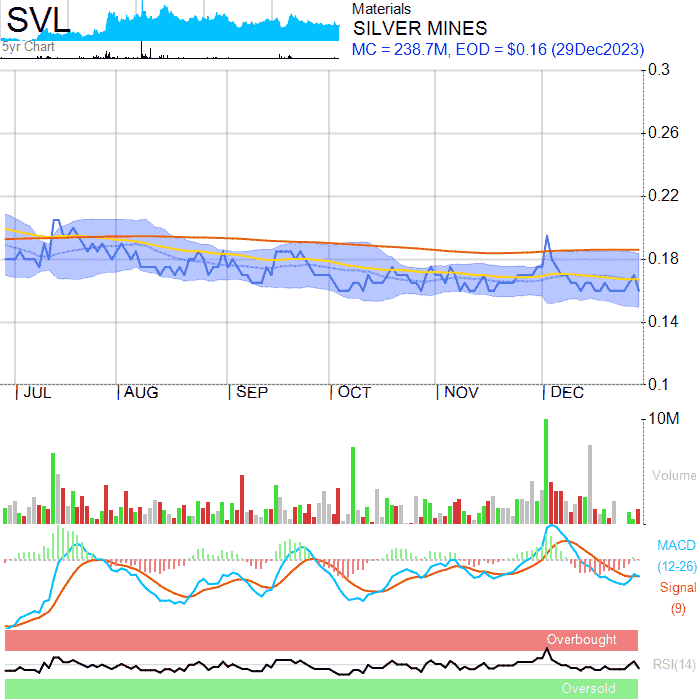 SVL
5yr Chart
Materials
SILVER MINES
MC = 238.7M, EOD = $0.16 (29Dec2023)
0.3
0.26
0.22
0.18
0.14
0.1
JUL AUG SEP OCT NOV DEC
10M
Volume
MACD
(12-26)
Signal
(9)
Overbought
RSI(14)
Oversold